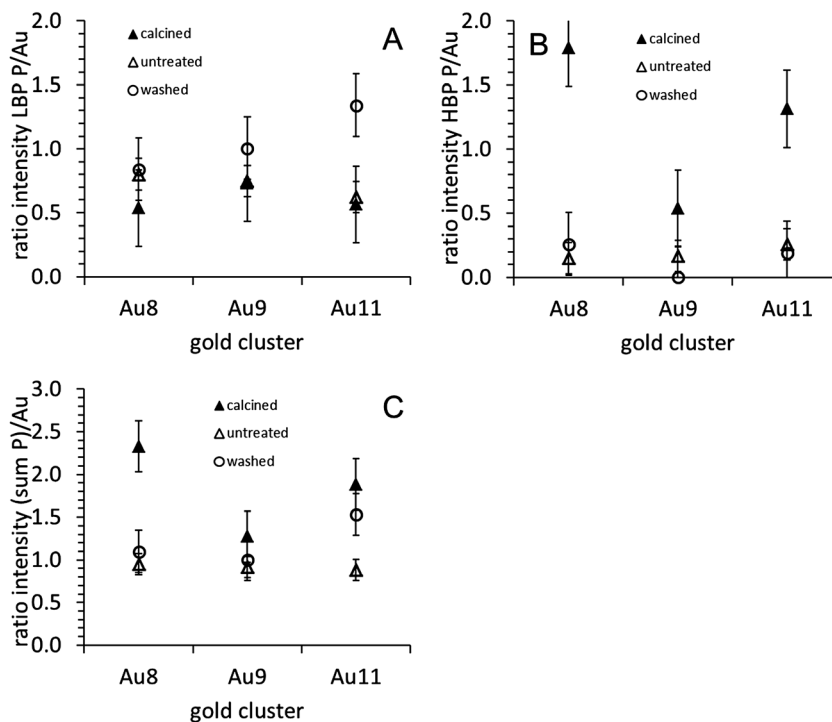 A
ratio intensity LBP P/Au
2.0
1.5
1.0
0.5
0.0
calcined
untreated
washed
Au8 Au9 Au11
gold cluster
B
ratio intensity HBP P/Au
2.0
1.5
1.0
0.5
0.0
calcined
untreated
washed
Au8 Au9 Au11
gold cluster
C
ratio intensity (sum P)/Au
3.0
2.5
2.0
1.5
1.0
0.5
0.0
calcined
untreated
washed
Au8 Au9 Au11
gold cluster